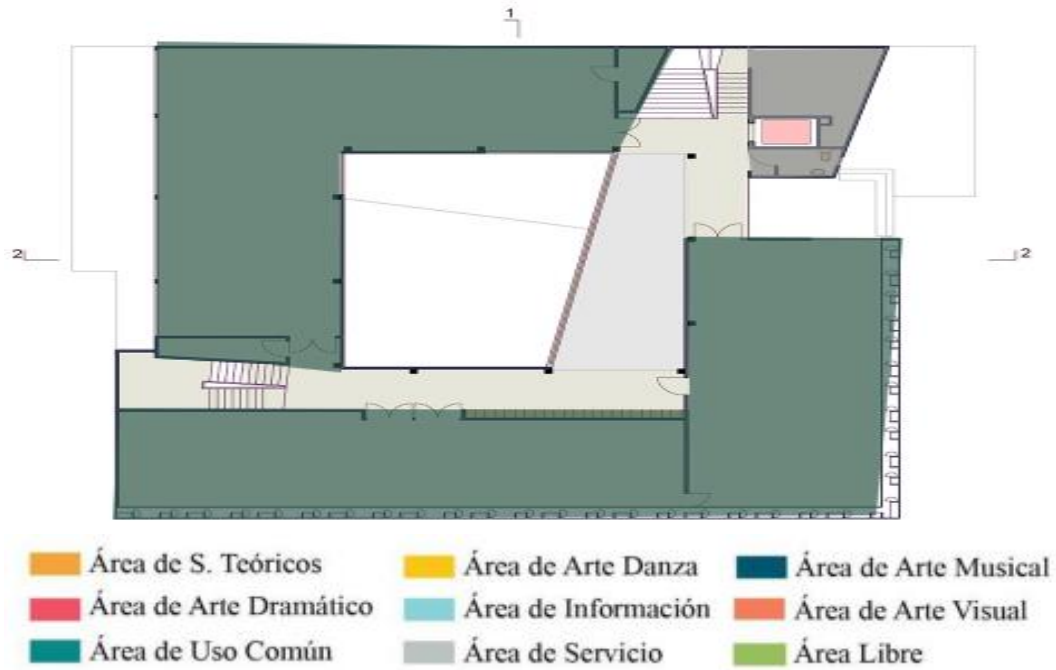 1
2
2
Área de S. Teóricos
Área de Arte Danza
Área de Arte Musical
Área de Arte Dramático
Área de Información
Área de Arte Visual
Área de Uso Común
Área de Servicio
Área Libre